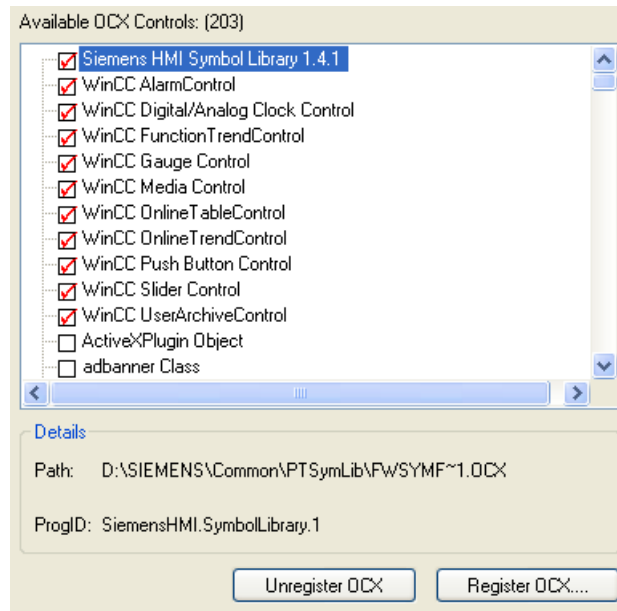 Available OCX Controls: (203)
Siemens HMI Symbol Library 1.4.1
WinCC AlarmControl
WinCC Digital/Analog Clock Control
WinCC FunctionTrendControl
WinCC Gauge Control
WinCC Media Control
WinCC OnlineTableControl
WinCC OnlineTrendControl
WinCC Push Button Control
WinCC Slider Control
WinCC UserArchiveControl
ActiveXPlugin Object
adbanner Class
Details
Path: D:\SIEMENS\Common\PTSymLib\FWSYMF~1.OCX
ProgID: SiemensHMI.SymbolLibrary.1
Unregister OCX Register OCX....